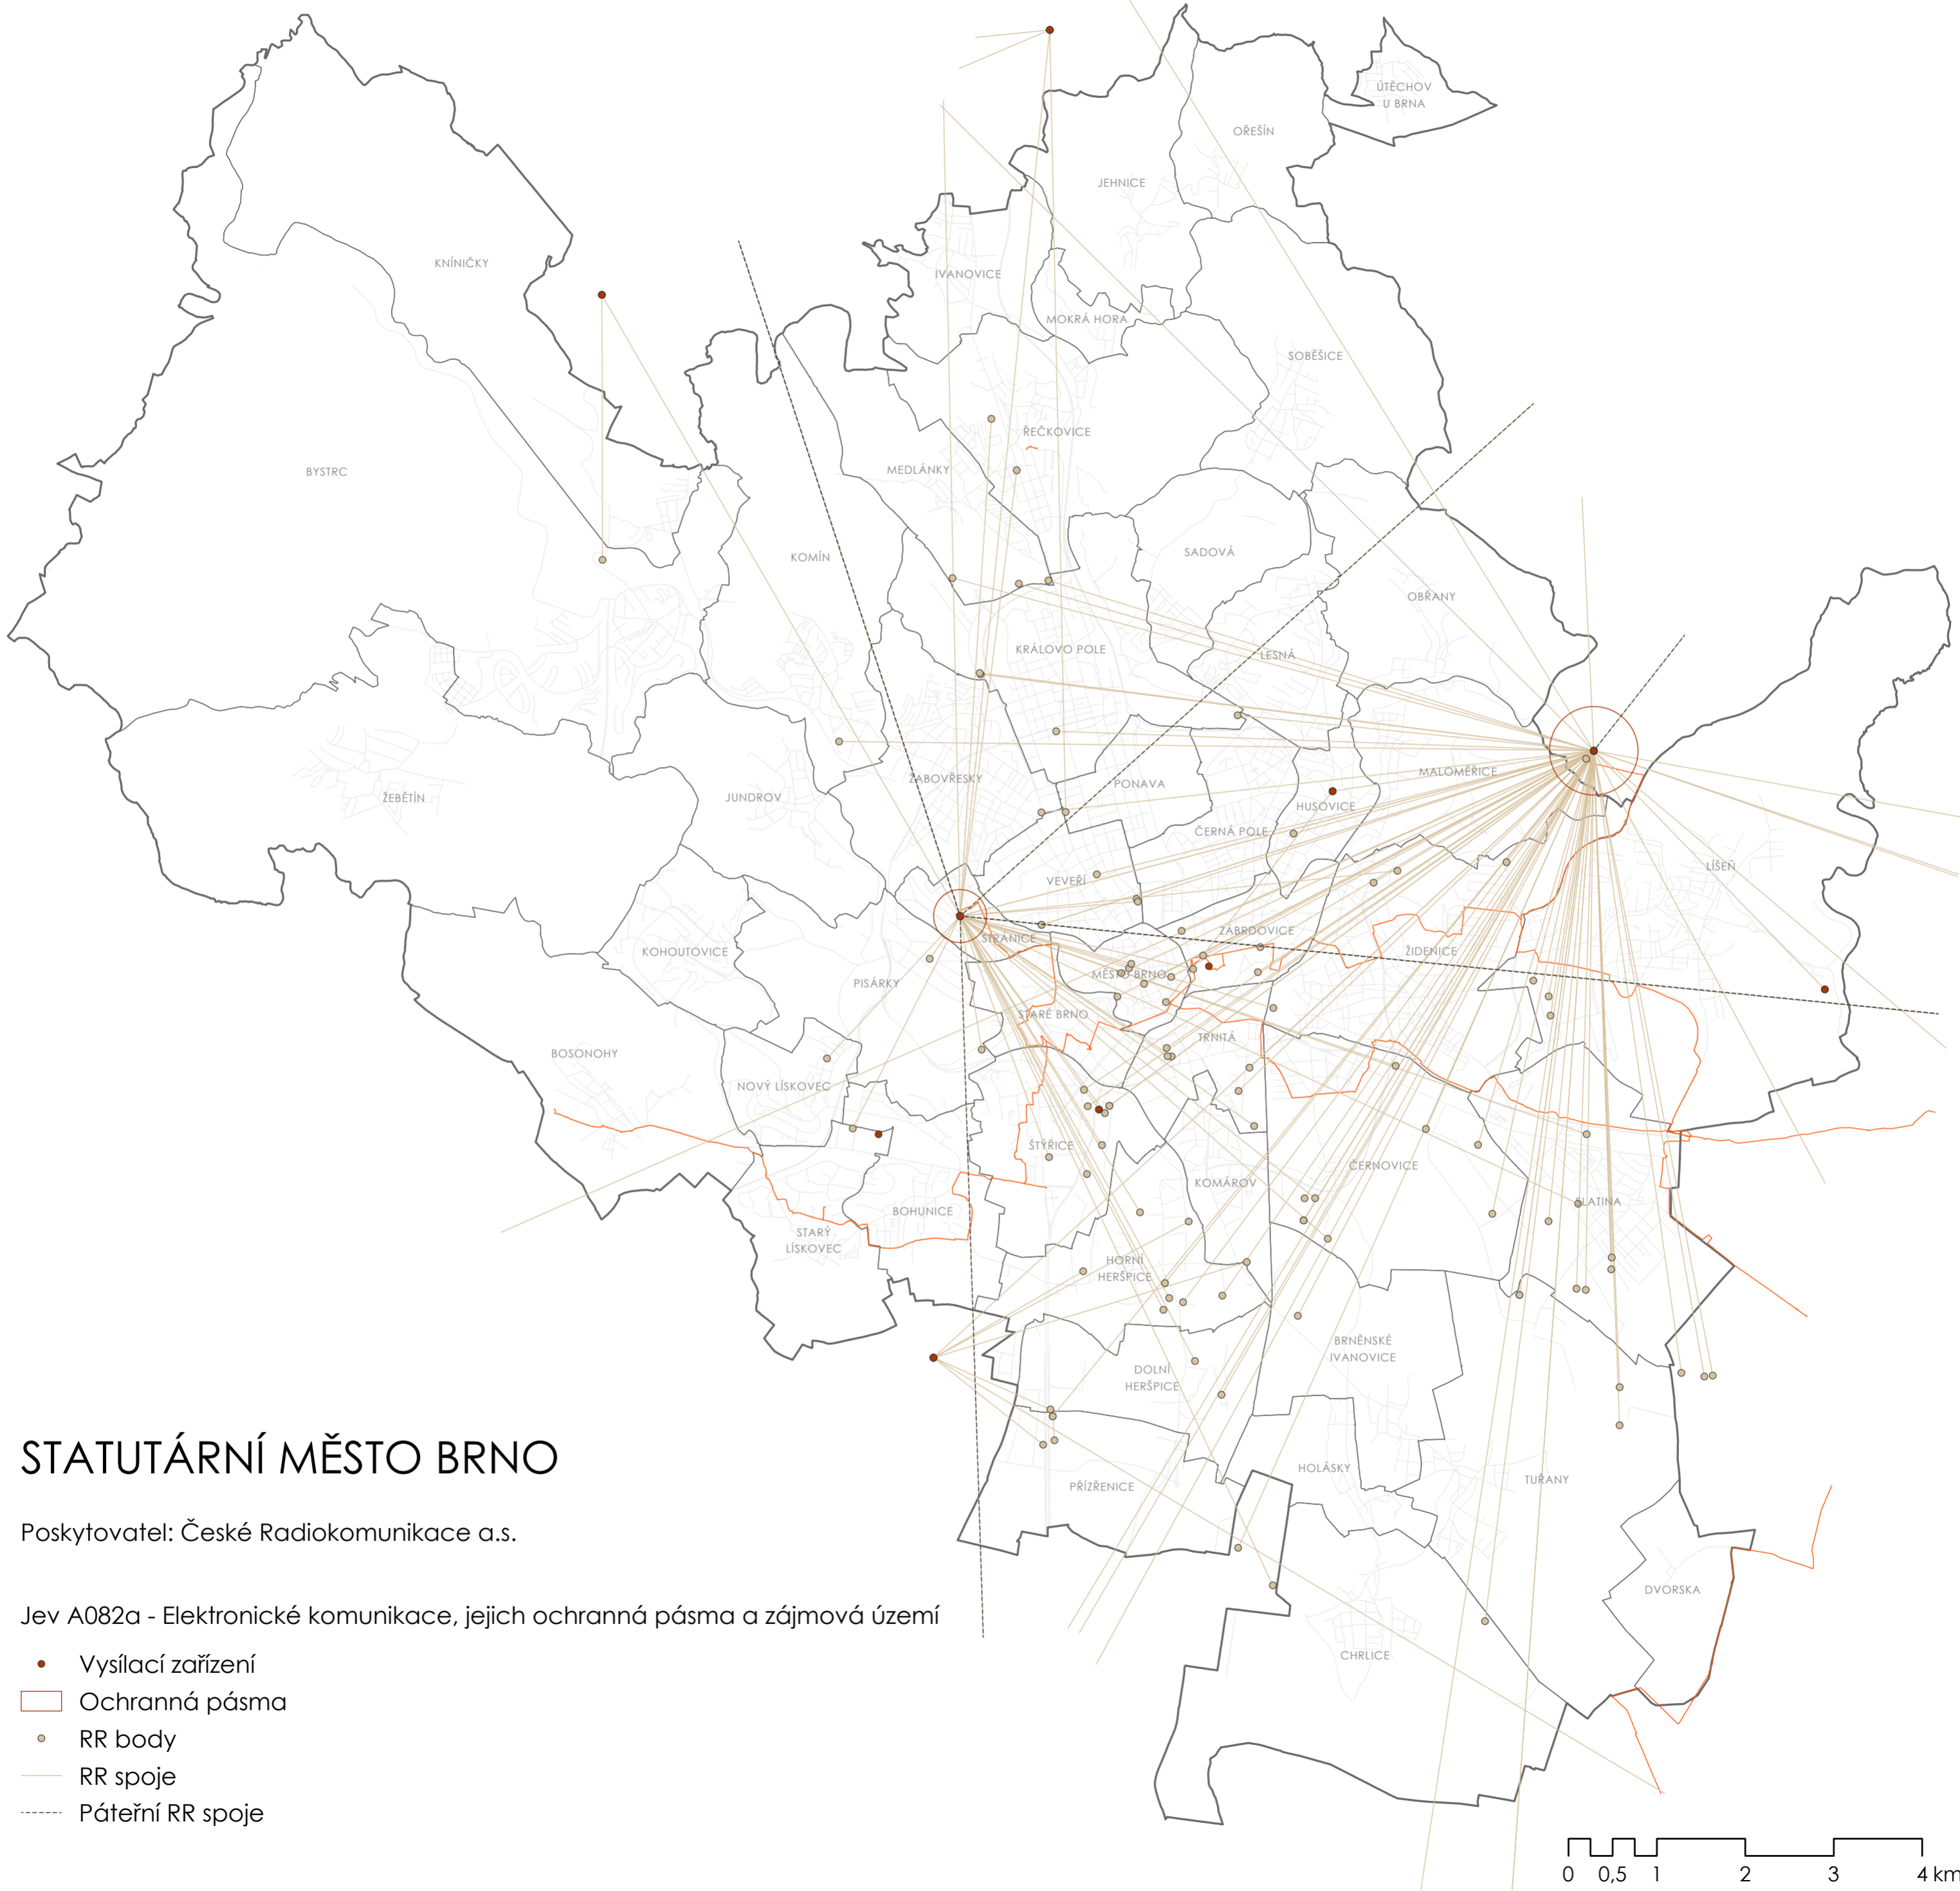 ÚTĚCHOV
U BRNA
OŘEŠÍN
JEHNICE
KNÍNIČKY
IVANOVICE
MOKRÁ HORA
SOBĚŠICE
ŘEČKOVICE
MEDLÁNKY
BYSTRC
SADOVÁ
KOMÍN
OBŘANY
KRÁLOVO POLE
LESNÁ
ŽABOVŘESKY
PONAVA
MALOMĚŘICE
ŽEBĚTÍN
JUNDROV
HUSOVICE
ČERNÁ POLE
LÍŠEŇ
VEVEŘÍ
ZÁBRDOVICE
STRÁNICE
KOHOUTOVICE
ŽIDENICE
MĚSTO BRNO
PISÁRKY
STARÉ BRNO
TRNITÁ
BOSONOHY
NOVÝ LÍSKOVEC
ŠTÝŘICE
ČERNOVICE
KOMÁROV
SLATINA
BOHUNICE
STARÝ
LÍSKOVEC
HORNÍ
HERŠPICE
BRNĚNSKÉ
IVANOVICE
DOLNÍ
HERŠPICE
HOLÁSKY
TUŘANY
PŘÍZŘENICE
DVORSKA
CHRLICE
STATUTÁRNÍ MĚSTO BRNO
Poskytovatel: České Radiokomunikace a.s.
Jev A082a - Elektronické komunikace, jejich ochranná pásma a zájmová území
Vysílací zařízení
Ochranná pásma
RR body
RR spoje
Páteřní RR spoje
0 0,5 1 2 3 4 km